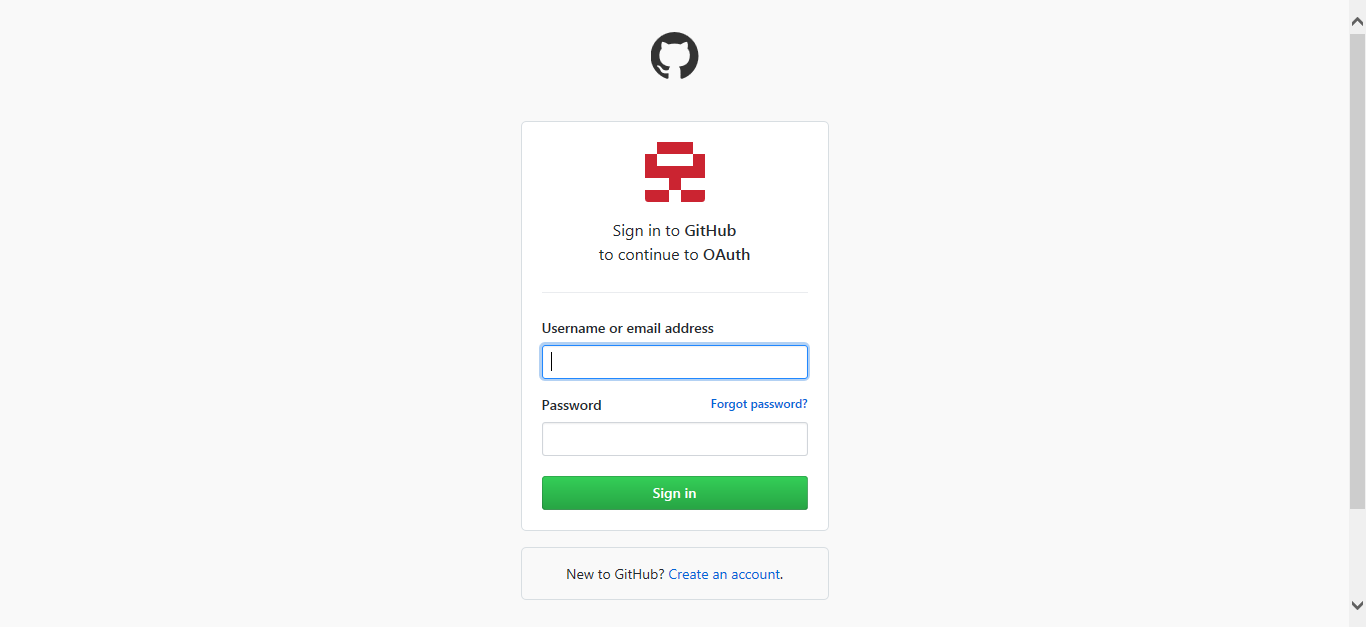 Sign in to GitHub
to continue to OAuth
Username or email address
Password Forgot password?
Sign in
New to GitHub? Create an account.